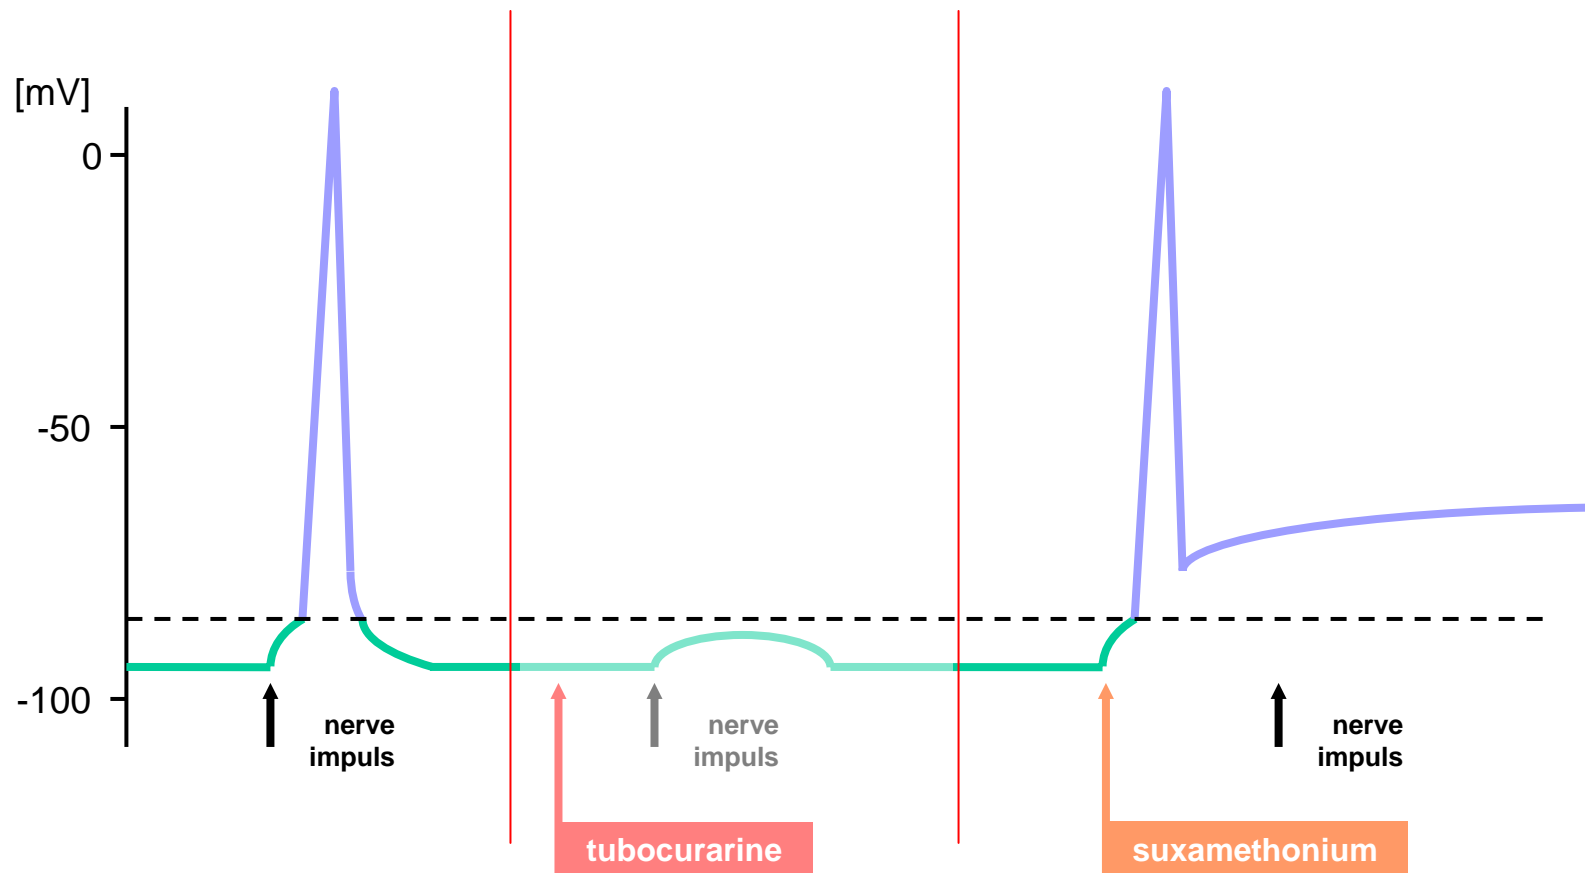 [mV]
0
-50
-100
nerve
impuls
nerve
impuls
nerve
impuls
tubocurarine
suxamethonium